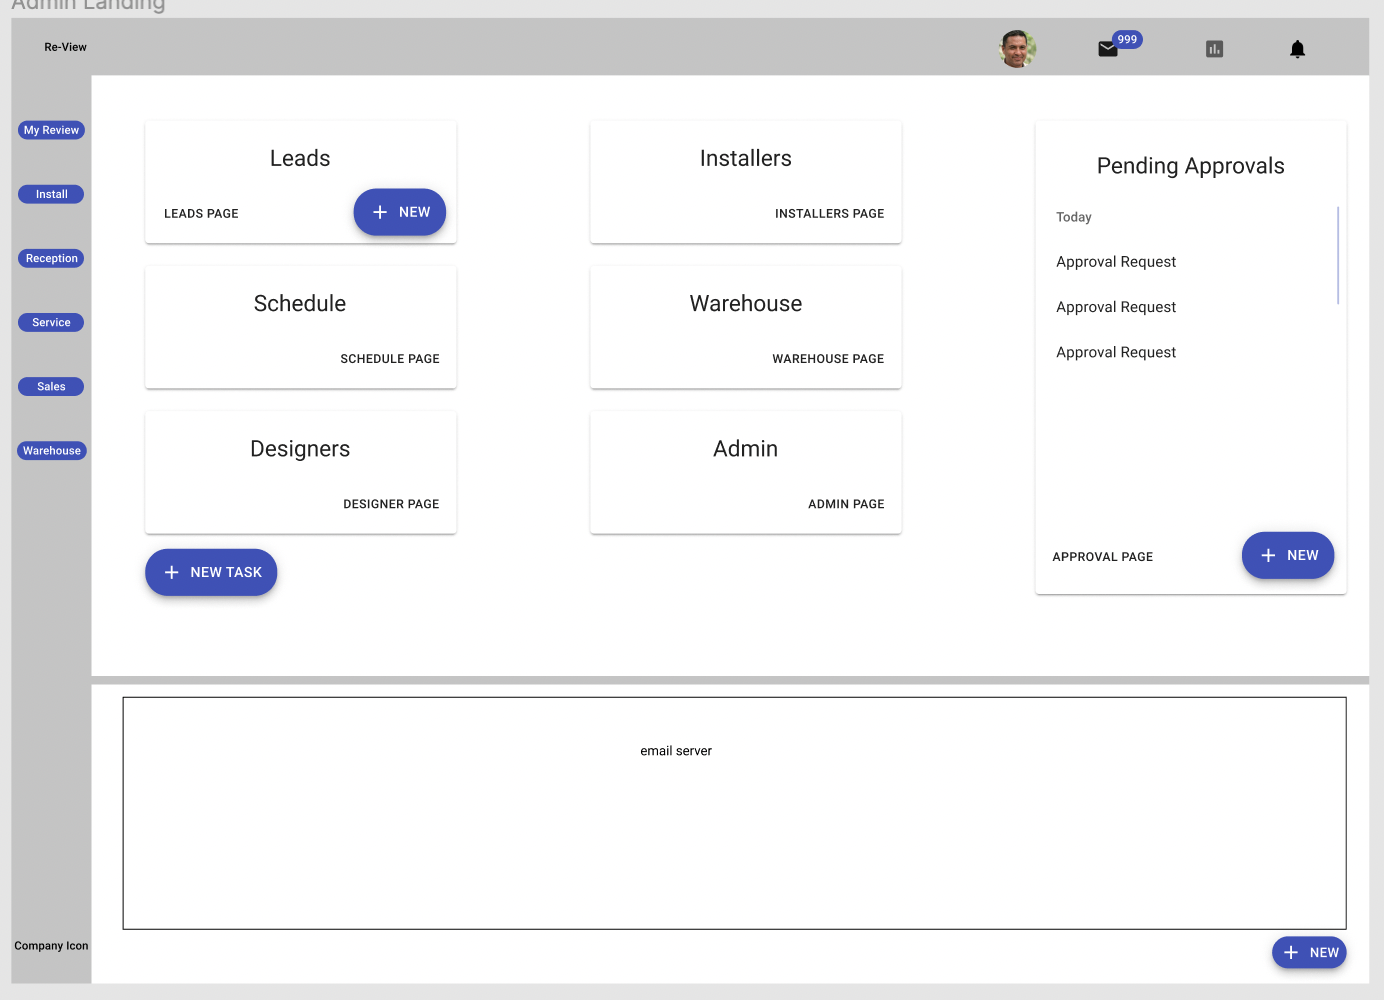 Admin Landing
Re-View
999
My Review
Install
Reception
Service
Sales
Warehouse
Company Icon
Leads
LEADS PAGE
+ NEW
Installers
INSTALLERS PAGE
Schedule
SCHEDULE PAGE
Warehouse
WAREHOUSE PAGE
Designers
DESIGNER PAGE
Admin
ADMIN PAGE
+ NEW TASK
Pending Approvals
Today
Approval Request
Approval Request
Approval Request
APPROVAL PAGE
+ NEW
email server
+ NEW